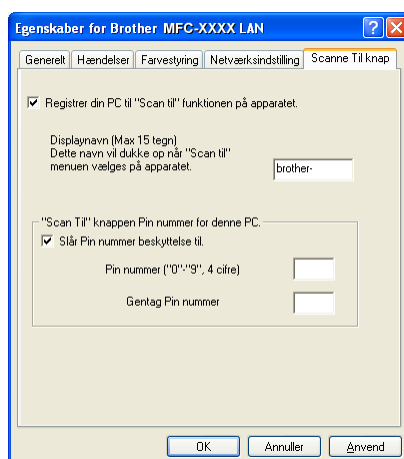 Egenskaber for Brother MFC-XXXX LAN
Generelt Hændelser Farvestyring Netværksindstilling Scanne Til knap
Registrer din PC til "Scan til" funktionen på apparatet.
Displaynavn (Max 15 tegn)
Dette navn vil dukke op når "Scan til"
menuen vælges på apparatet.
brother-
"Scan Til" knappen Pin nummer for denne PC.
Slår Pin nummer beskyttelse til.
Pin nummer ("0"-"9", 4 cifre)
Gentag Pin nummer
OK Annuller Anvend